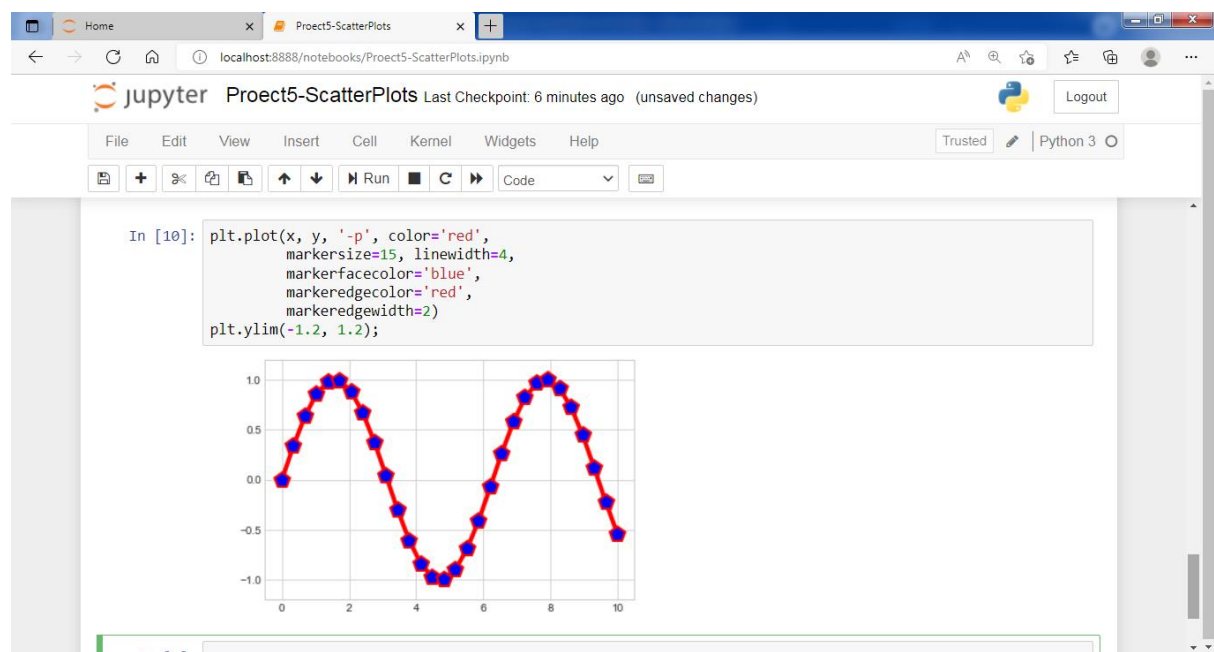 Home
Proect5-ScatterPlots
localhost:8888/notebooks/Proect5-ScatterPlots.ipynb
jupyter Proect5-ScatterPlots Last Checkpoint: 6 minutes ago (unsaved changes)
Logout
File Edit View Insert Cell Kernel Widgets Help
Trusted Python 3
Run Code
In [10]: plt.plot(x, y, '-p', color='red',
markersize=15, linewidth=4,
markerfacecolor='blue',
markeredgecolor='red',
markeredgewidth=2)
plt.ylim(-1.2, 1.2);
1.0
0.5
0.0
−0.5
−1.0
0 2 4 6 8 10